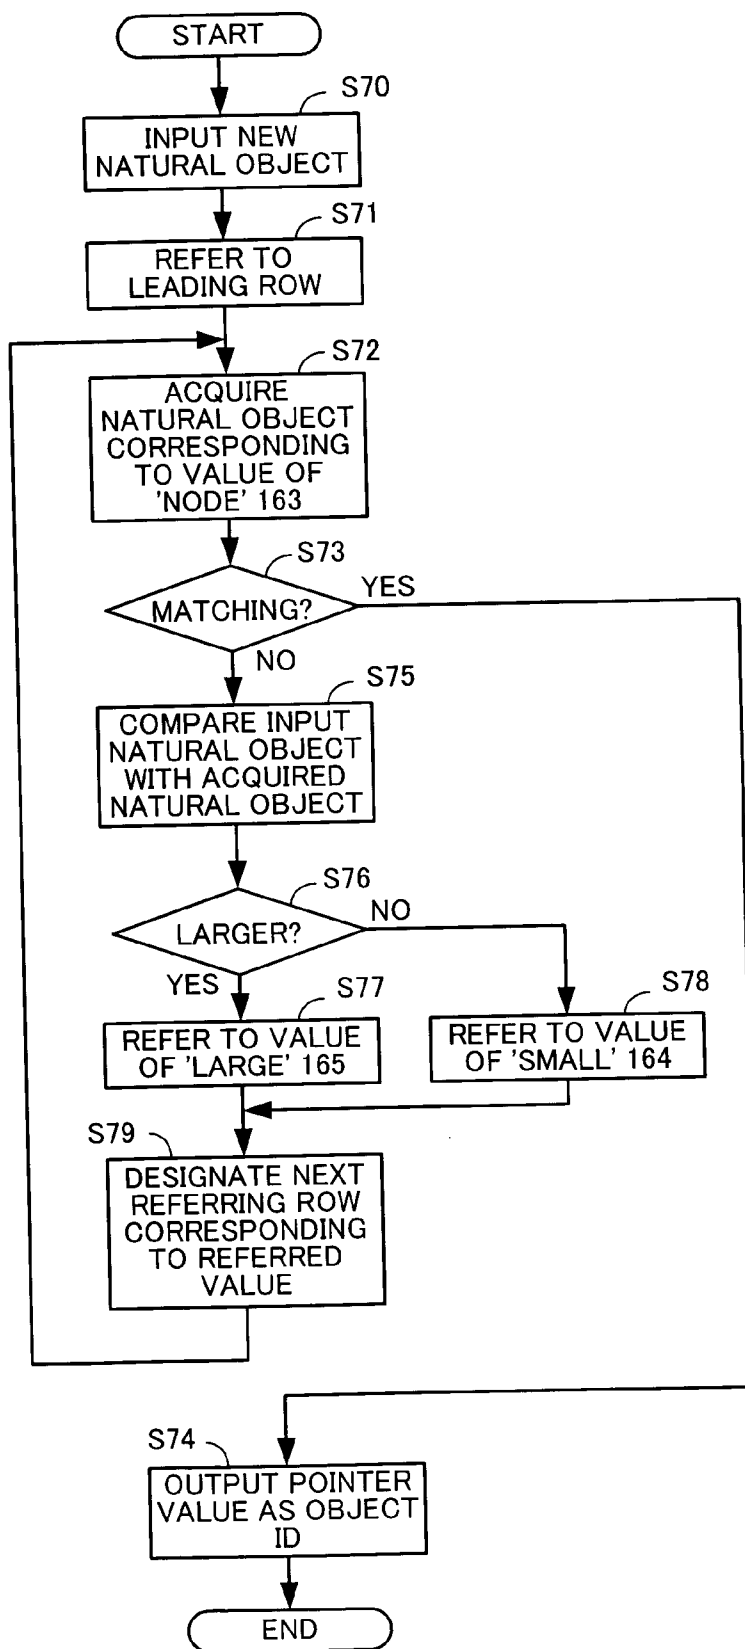 START
S70
INPUT NEW
NATURAL OBJECT
S71
REFER TO
LEADING ROW
S72
ACQUIRE
NATURAL OBJECT
CORRESPONDING
TO VALUE OF
'NODE' 163
S73
MATCHING?
YES
NO
S75
COMPARE INPUT
NATURAL OBJECT
WITH ACQUIRED
NATURAL OBJECT
S76
LARGER?
NO
YES
S77
REFER TO VALUE
OF 'LARGE' 165
S78
REFER TO VALUE
OF 'SMALL' 164
S79
DESIGNATE NEXT
REFERRING ROW
CORRESPONDING
TO REFERRED
VALUE
S74
OUTPUT POINTER
VALUE AS OBJECT
ID
END